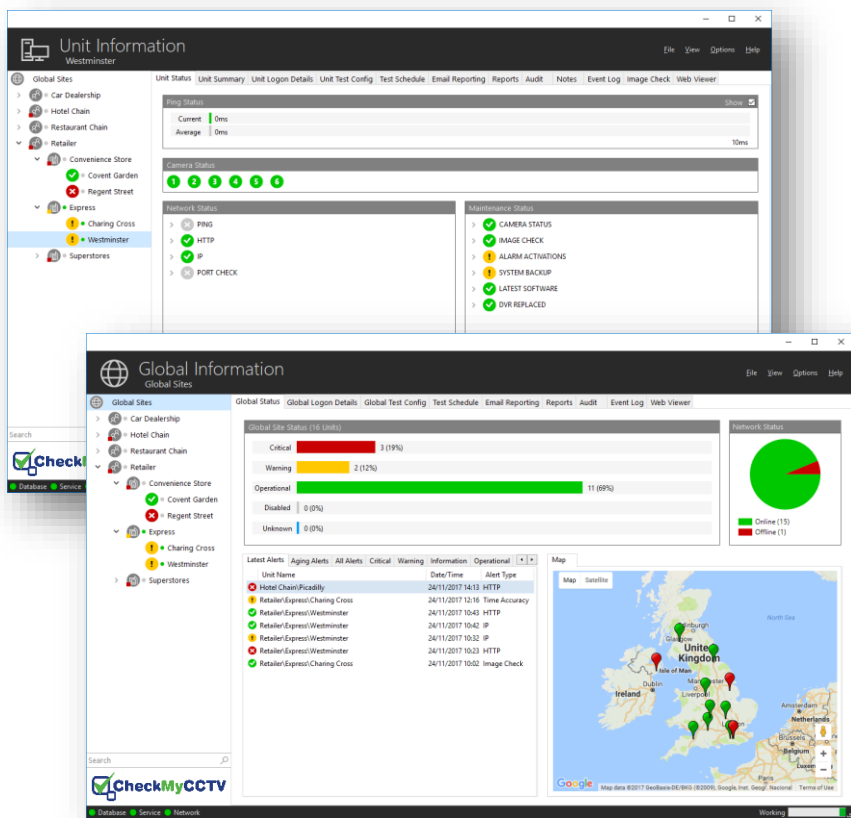 Unit Information
Westminster
File View Options Help
Global Sites
Car Dealership
Hotel Chain
Restaurant Chain
Retailer
Convenience Store
Covent Garden
Regent Street
Express
Charing Cross
Westminster
Superstores
Search
Check
Database Service
Unit Status Unit Summary Unit Logon Details Unit Test Config Test Schedule Email Reporting Reports Audit Notes Event Log Image Check Web Viewer
Ping Status Show
Current 0ms
Average 0ms
10ms
Camera Status
1 2 3 4 5 6
Network Status
PING
HTTP
IP
PORT CHECK
Maintenance Status
CAMERA STATUS
IMAGE CHECK
ALARM ACTIVATIONS
SYSTEM BACKUP
LATEST SOFTWARE
DVR REPLACED
Global Information
Global Sites
File View Options Help
Global Sites
Car Dealership
Hotel Chain
Restaurant Chain
Retailer
Convenience Store
Covent Garden
Regent Street
Express
Charing Cross
Westminster
Superstores
Search
CheckMyCCTV
Global Status Global Logon Details Global Test Config Test Schedule Email Reporting Reports Audit Event Log Web Viewer
Global Site Status (16 Units)
Critical 3 (19%)
Warning 2 (12%)
Operational 11 (69%)
Disabled 0 (0%)
Unknown 0 (0%)
Network Status
Online (15)
Offline (1)
Latest Alerts Aging Alerts All Alerts Critical Warning Information Operational
Unit Name Date/Time Alert Type
Hotel Chain\Picadilly 24/11/2017 14:13 HTTP
Retailer\Express\Charing Cross 24/11/2017 12:16 Time Accuracy
Retailer\Express\Westminster 24/11/2017 10:43 HTTP
Retailer\Express\Westminster 24/11/2017 10:42 IP
Retailer\Express\Westminster 24/11/2017 10:32 IP
Retailer\Express\Westminster 24/11/2017 10:23 HTTP
Retailer\Express\Charing Cross 24/11/2017 10:02 Image Check
Map
Map Satellite
North Sea
United
Kingdom
Isle of Man
Dublin
Ireland
Liverpool
Amsterdam
Netherlands
Brussels
Belgium
Paris
Google
Map data ©2017 GeoBasis-DE/BKG (©2009), Google, Inst. Geogr. Nacional Terms of Use
Database Service Network
Working